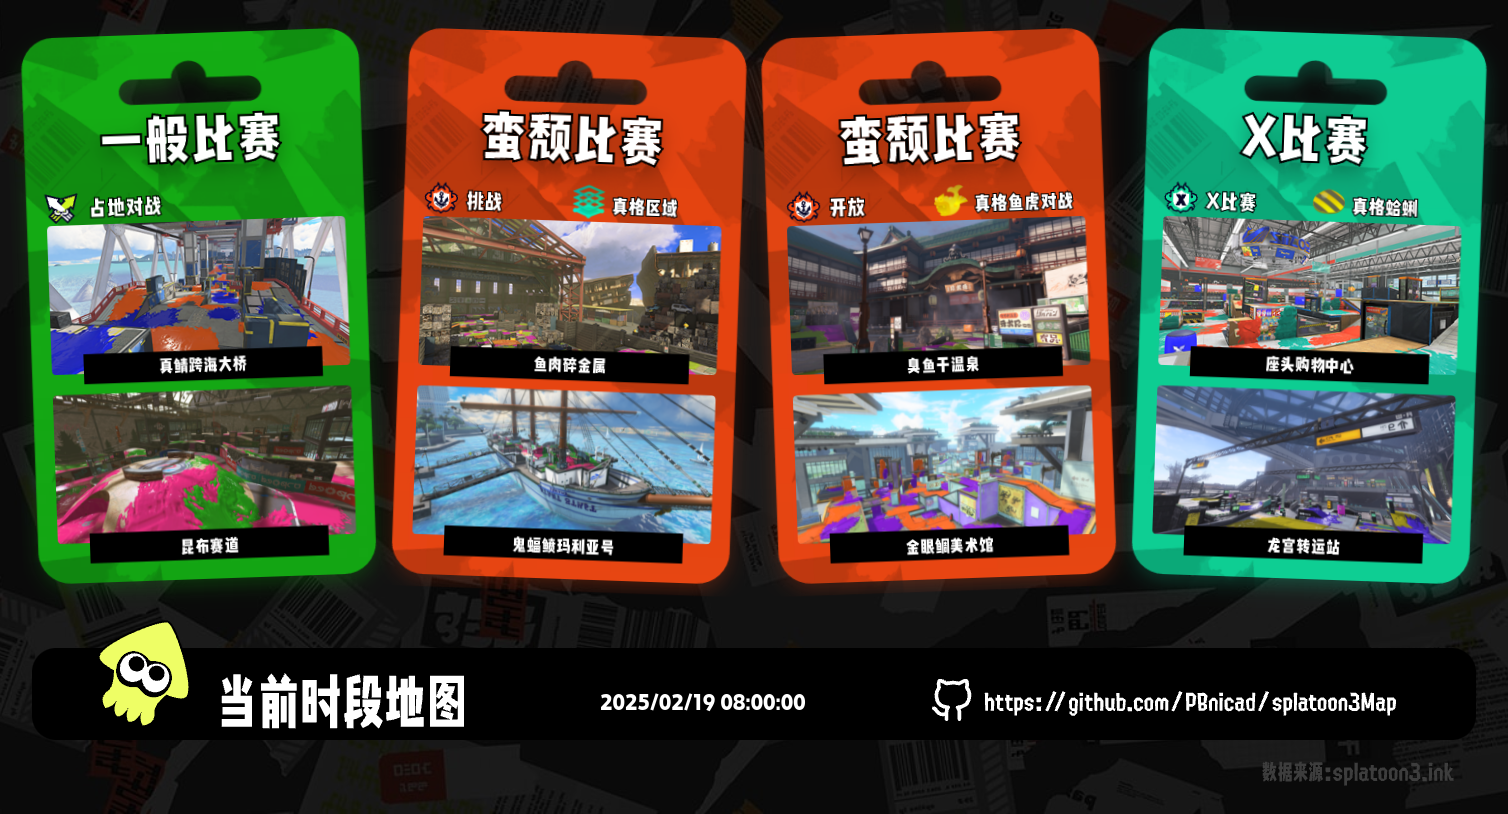 一般比赛
占地对战
真鲭跨海大桥
昆布赛道
蛮颓比赛
挑战
真格区域
鱼肉碎金属
鬼蝠鲼玛利亚号
蛮颓比赛
开放
真格鱼虎对战
臭鱼干温泉
金眼鲷美术馆
X比赛
X比赛
真格蛤蜊
座头购物中心
龙宫转运站
当前时段地图
2025/02/19 08:00:00
https://github.com/PBnicad/splatoon3Map
数据来源:splatoon3.ink